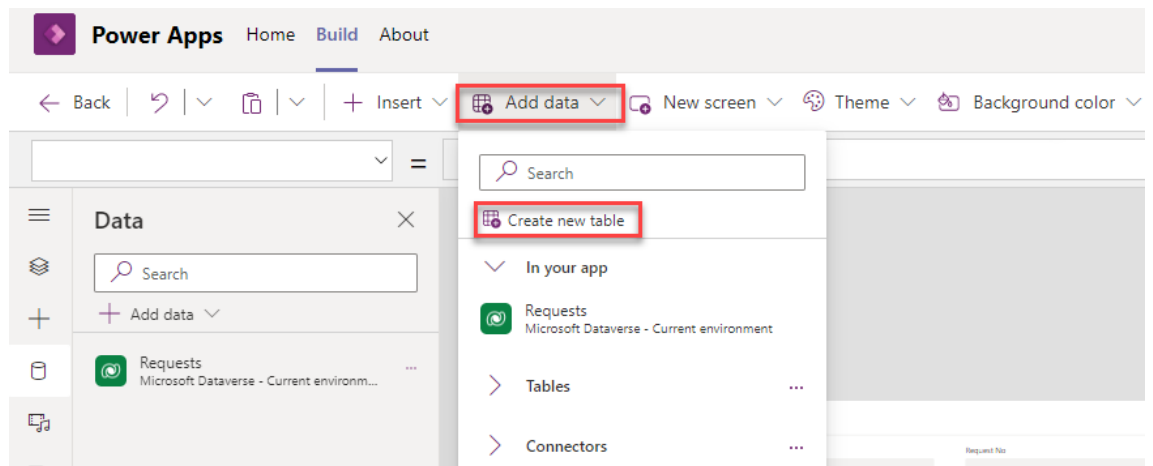 Power Apps Home Build About
Back Insert Add data New screen Theme Background color
=
Search
Create new table
In your app
Requests
Microsoft Dataverse - Current environment
Tables ...
Connectors ...
Data
Search
Add data
Requests ...
Microsoft Dataverse - Current environm...
Request No